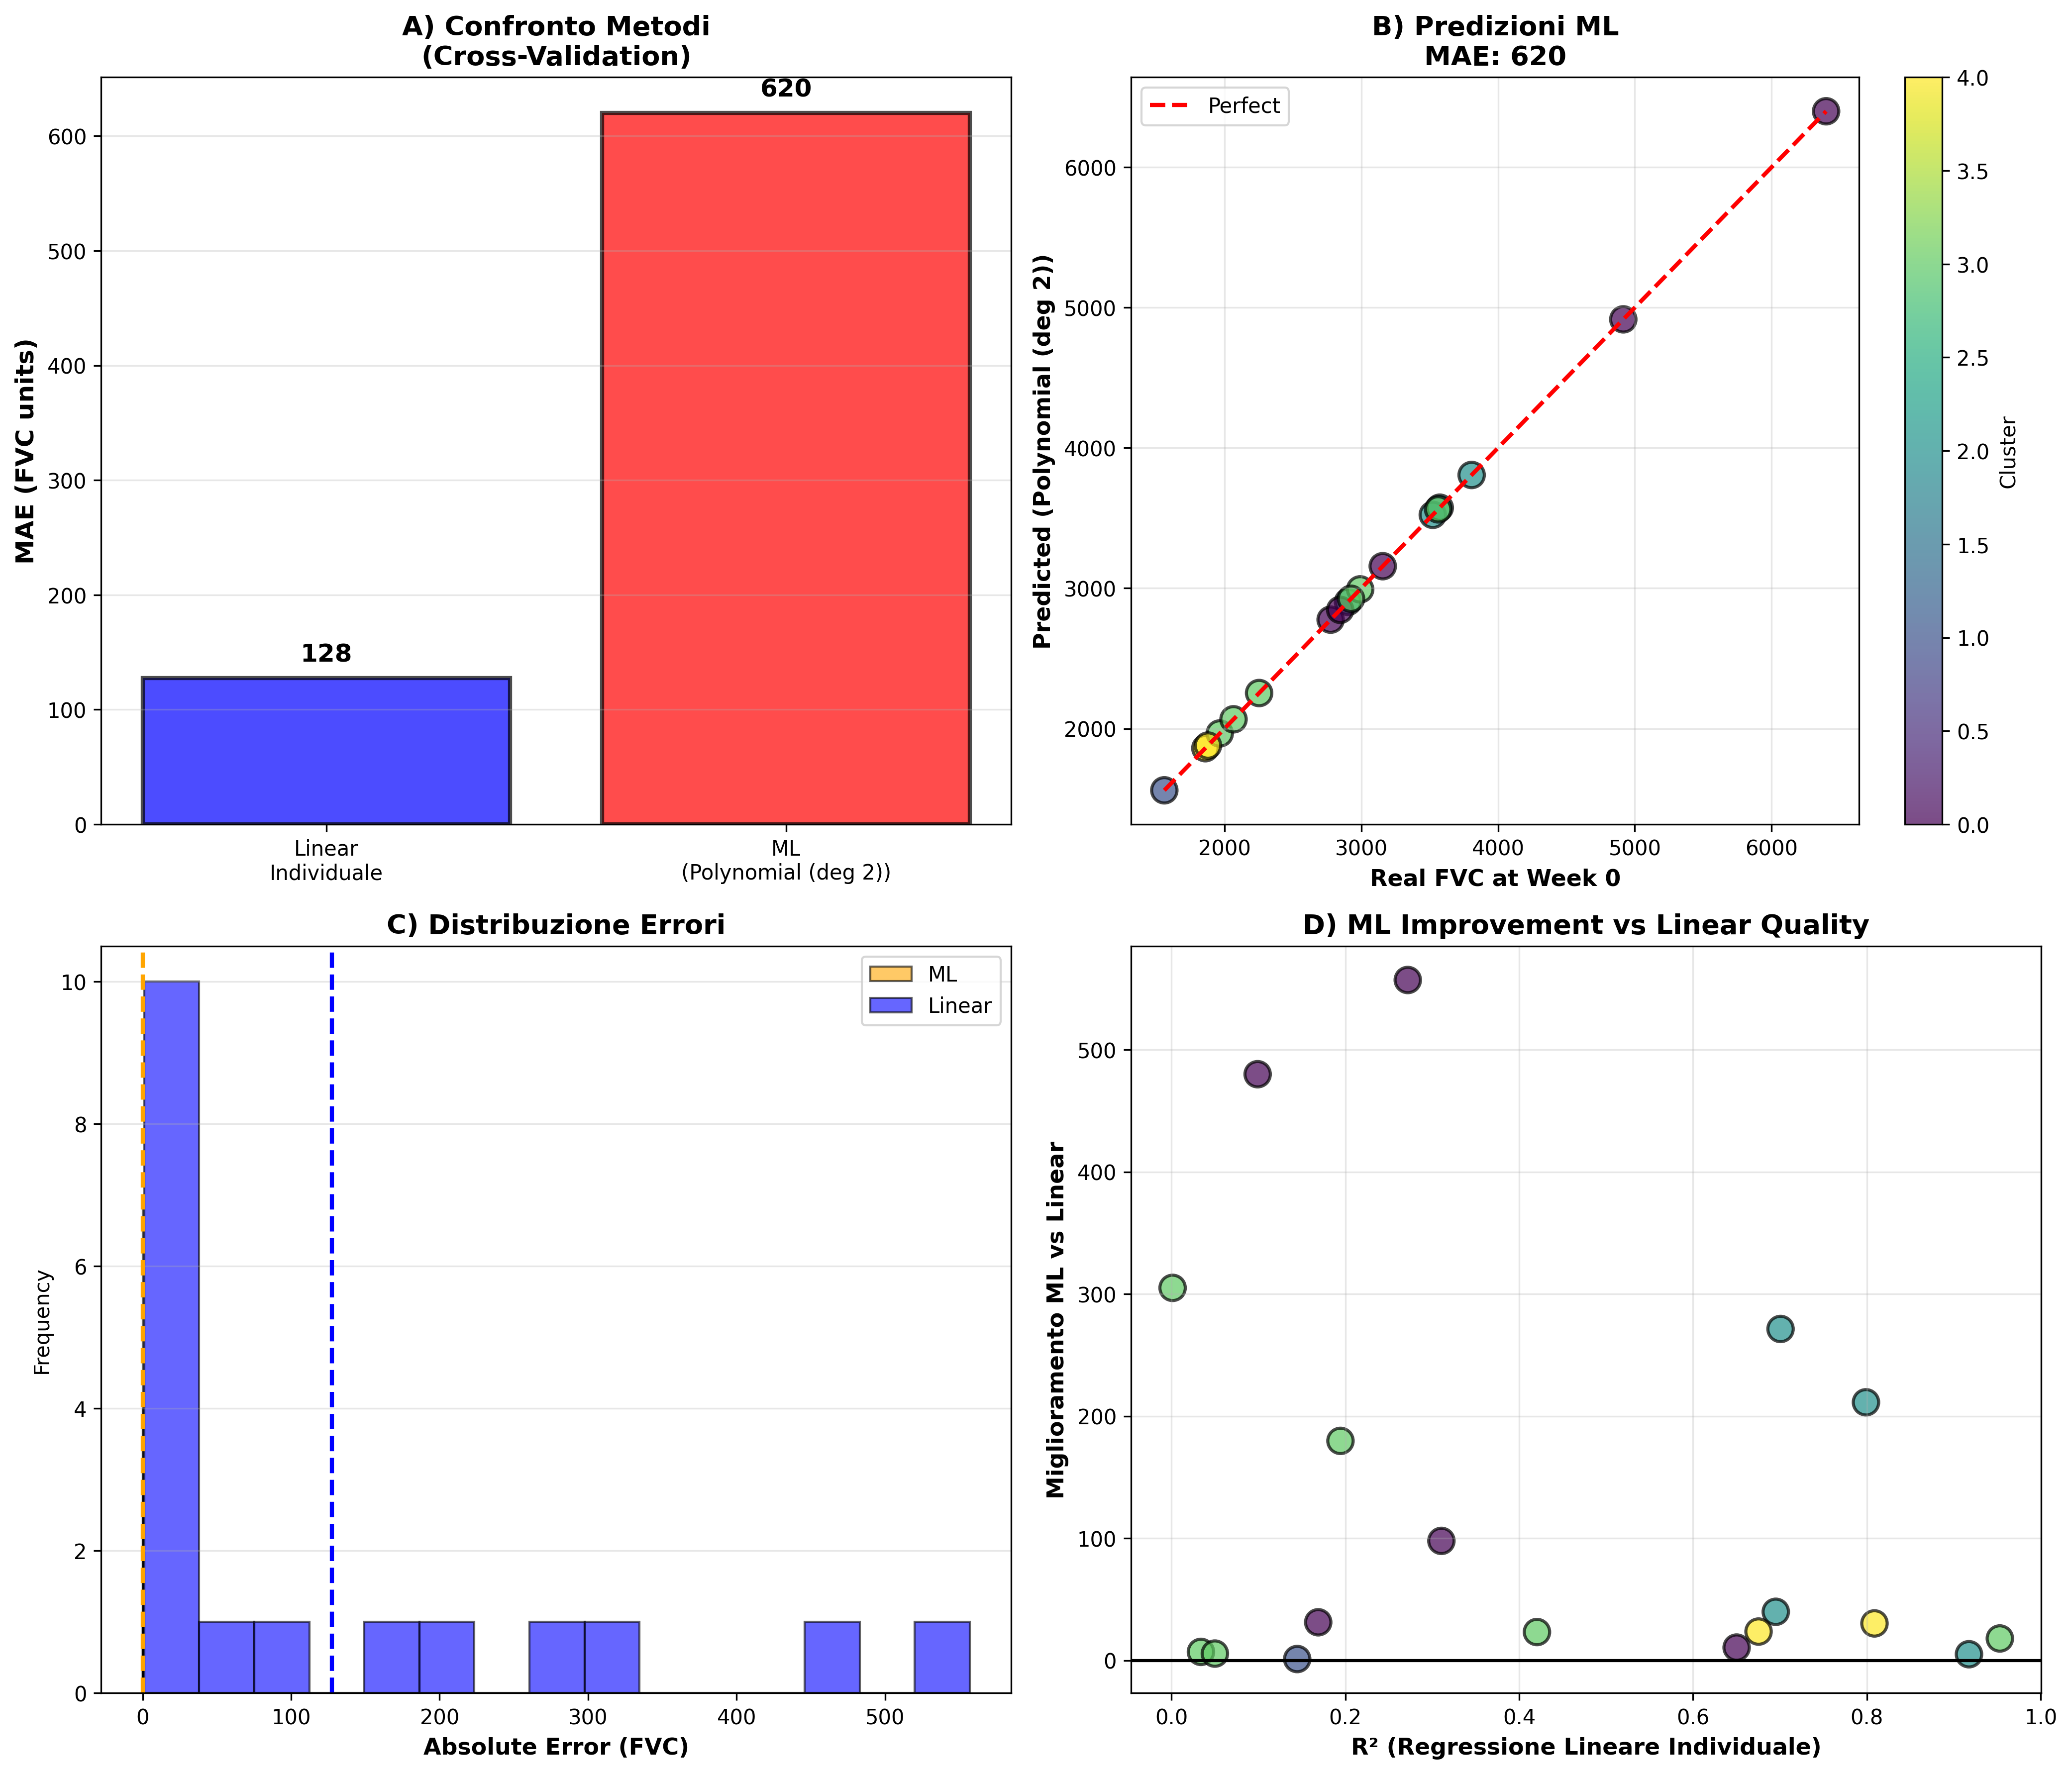 A) Confronto Metodi
(Cross-Validation)
MAE (FVC units)
600
500
400
300
200
100
0
128
620
Linear
Individuale
ML
(Polynomial (deg 2))
B) Predizioni ML
MAE: 620
Perfect
Predicted (Polynomial (deg 2))
6000
5000
4000
3000
2000
2000
3000
4000
5000
6000
Real FVC at Week 0
4.0
3.5
3.0
2.5
2.0
1.5
1.0
0.5
0.0
Cluster
C) Distribuzione Errori
ML
Linear
Frequency
10
8
6
4
2
0
0
100
200
300
400
500
Absolute Error (FVC)
D) ML Improvement vs Linear Quality
Miglioramento ML vs Linear
500
400
300
200
100
0
0.0
0.2
0.4
0.6
0.8
1.0
R² (Regressione Lineare Individuale)